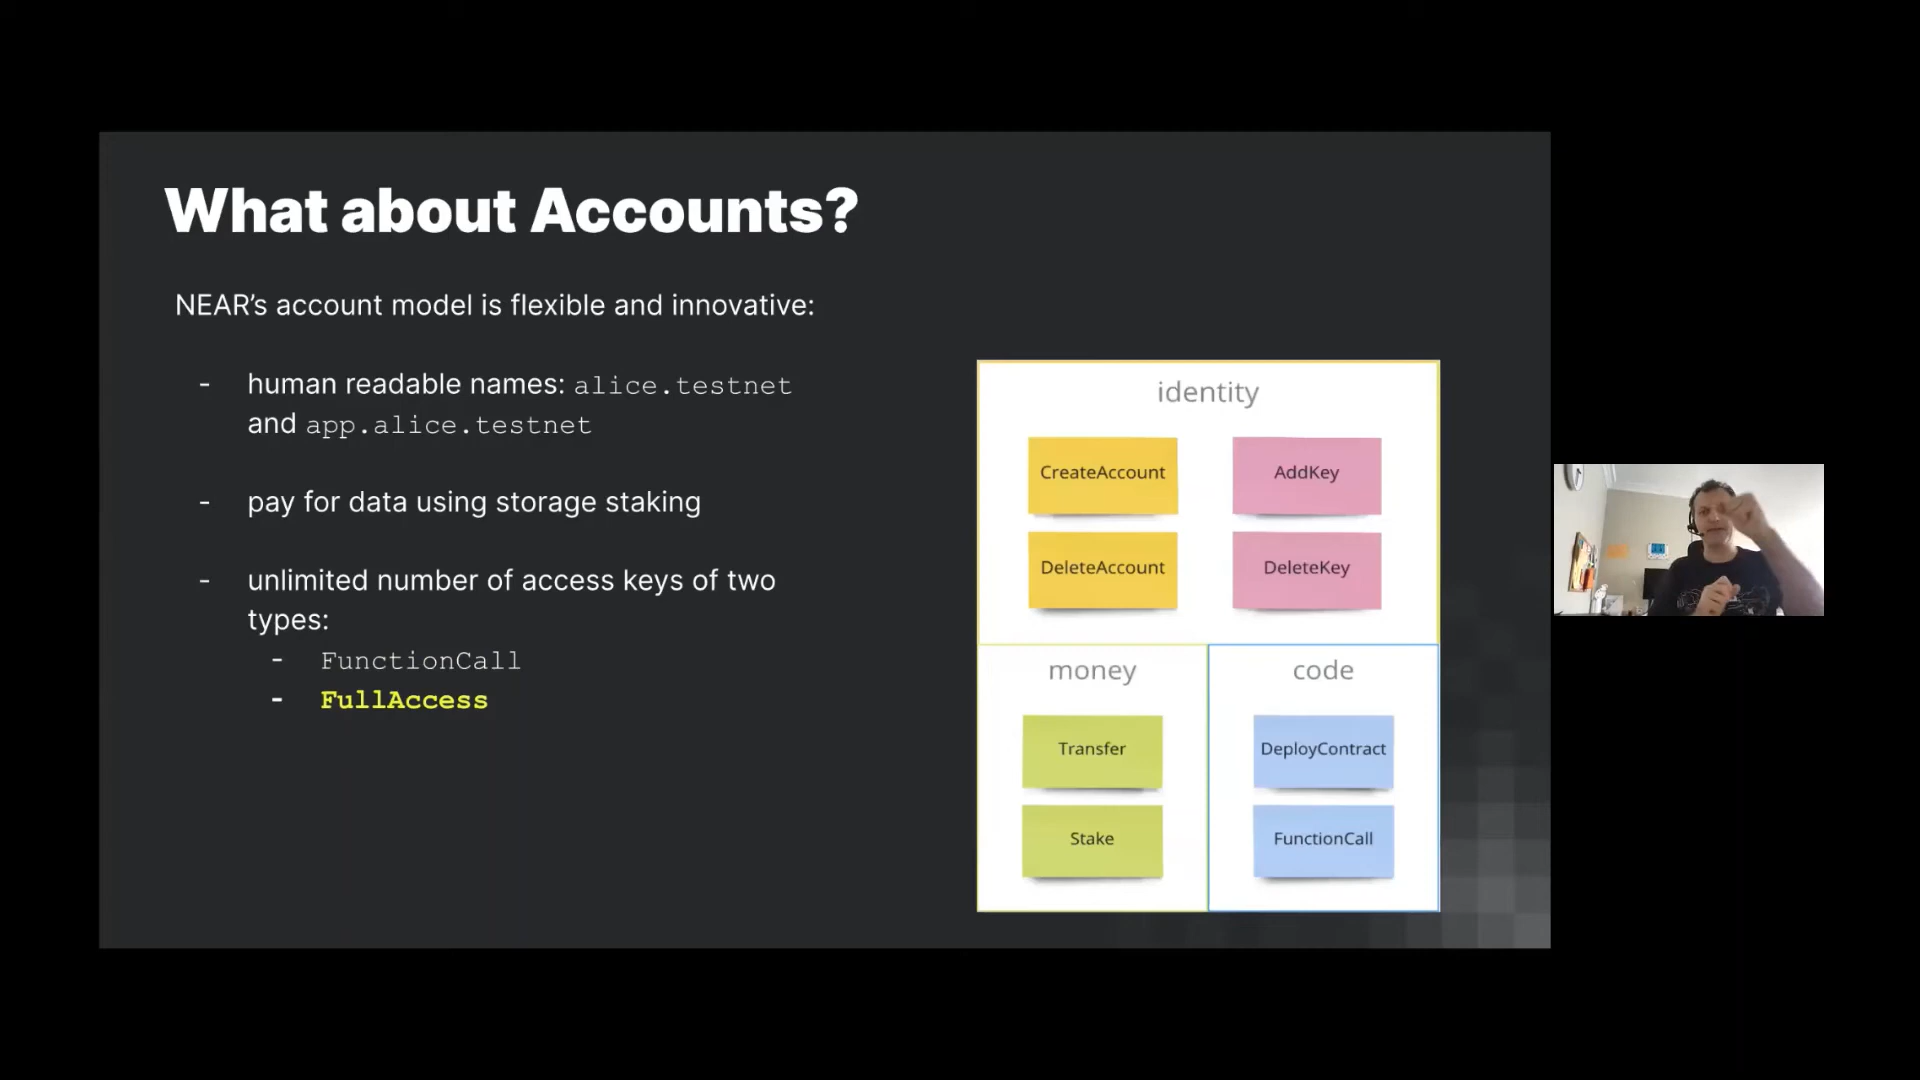 What about Accounts?
NEAR’s account model is flexible and innovative:
- human readable names: alice.testnet
and app.alice.testnet
- pay for data using storage staking
- unlimited number of access keys of two
types:
- FunctionCall
- FullAccess
identity
CreateAccount
AddKey
DeleteAccount
DeleteKey
money
code
Transfer
DeployContract
Stake
FunctionCall